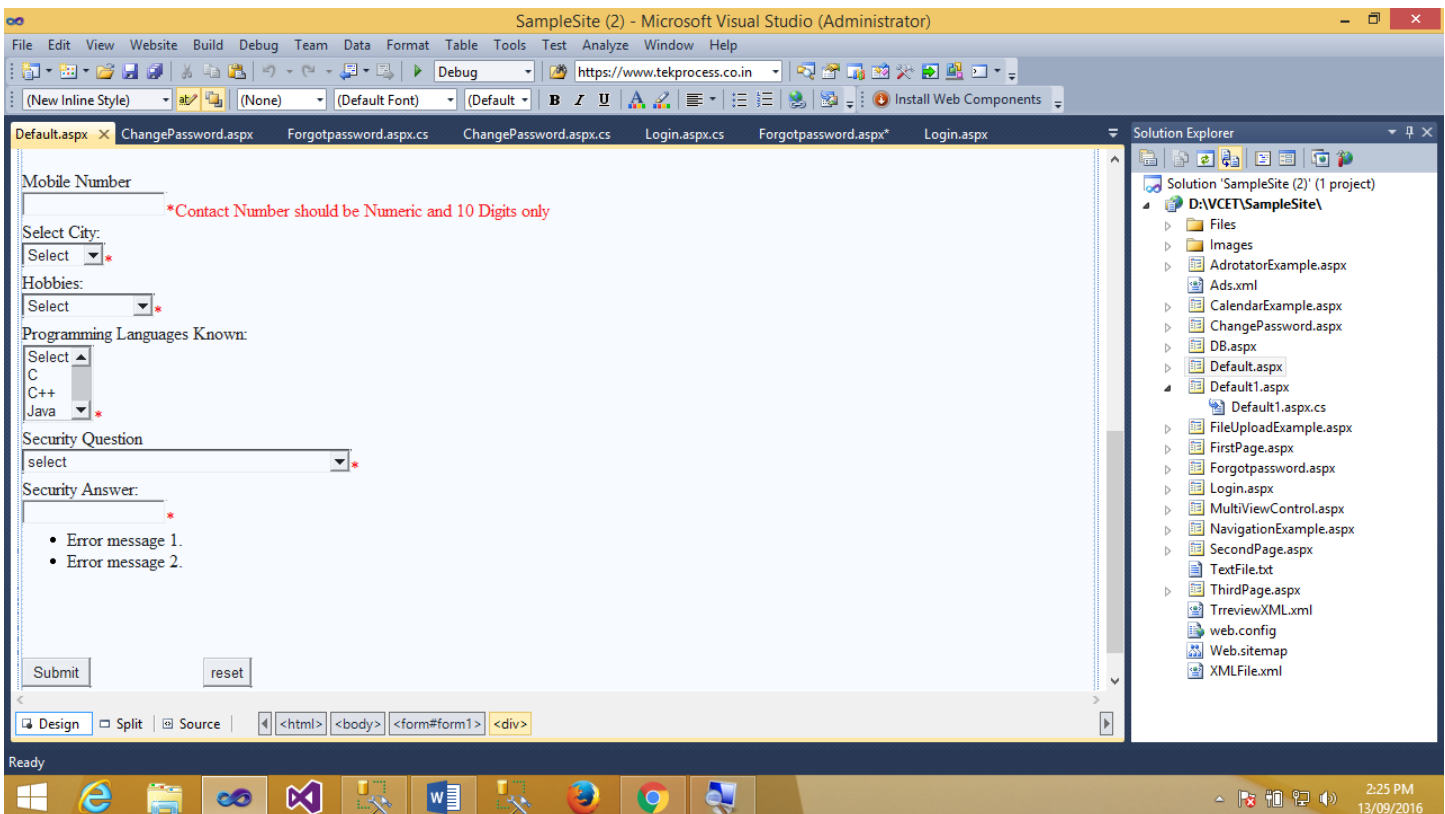 SampleSite (2) - Microsoft Visual Studio (Administrator)
File Edit View Website Build Debug Team Data Format Table Tools Test Analyze Window Help
Debug https://www.tekprocess.co.in
(New Inline Style) ab (None) (Default Font) (Default B I U A Install Web Components
Default.aspx ChangePassword.aspx Forgotpassword.aspx.cs ChangePassword.aspx.cs Login.aspx.cs Forgotpassword.aspx* Login.aspx
Mobile Number
*Contact Number should be Numeric and 10 Digits only
Select City:
Select *
Hobbies:
Select *
Programming Languages Known:
Select
C
C++
Java *
Security Question
select *
Security Answer:
*
• Error message 1.
• Error message 2.
Submit reset
Design Split Source <html> <body> <form#form1> <div>
Solution Explorer
Solution 'SampleSite (2)' (1 project)
D:\VCET\SampleSite\
Files
Images
AdrotatorExample.aspx
Ads.xml
CalendarExample.aspx
ChangePassword.aspx
DB.aspx
Default.aspx
Default1.aspx
Default1.aspx.cs
FileUploadExample.aspx
FirstPage.aspx
Forgotpassword.aspx
Login.aspx
MultiViewControl.aspx
NavigationExample.aspx
SecondPage.aspx
TextFile.txt
ThirdPage.aspx
TrreviewXML.xml
web.config
Web.sitemap
XMLFile.xml
Ready
2:25 PM
13/09/2016